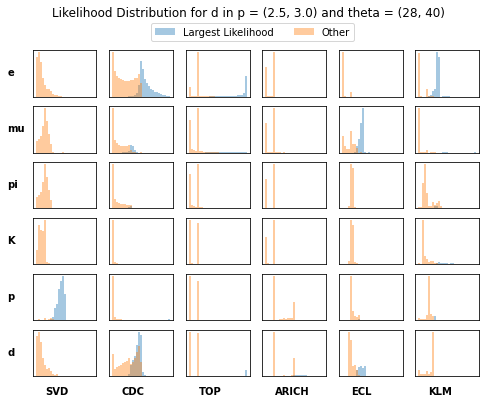 Likelihood Distribution for d in p = (2.5, 3.0) and theta = (28, 40)
Largest Likelihood Other
e
mu
pi
K
p
d
SVD CDC TOP ARICH ECL KLM